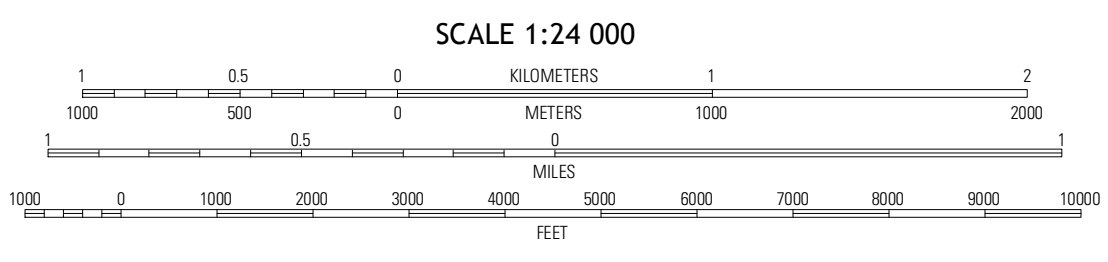 SCALE 1:24 000
1 0.5 0 KILOMETERS 1 2
1000 500 0 METERS 1000 2000
1 0.5 0 1
MILES
1000 0 1000 2000 3000 4000 5000 6000 7000 8000 9000 10000
FEET